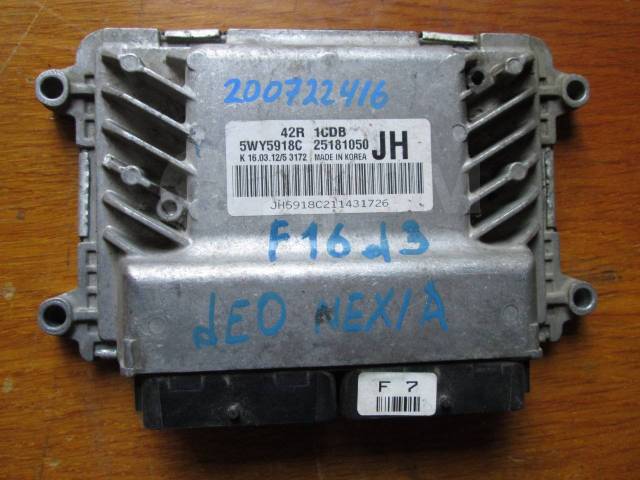 200722416
42R 1CDB
5WY5918C 25181050 JH
K 16.03.12/5 3172 MADE IN KOREA
JH5918C211431726
F16d3
dEO NEXIA
F 7